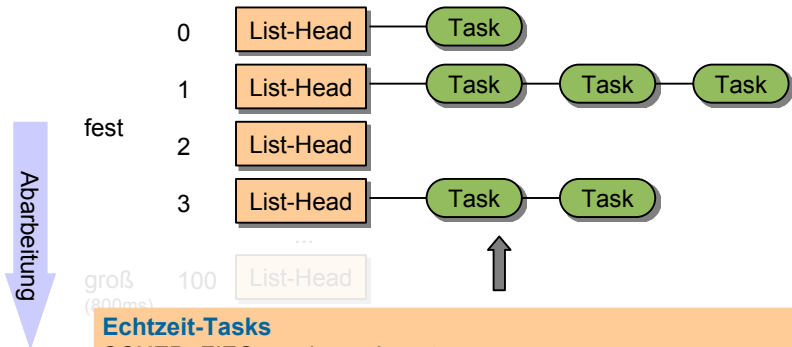 0 List-Head Task
1 List-Head Task Task Task
fest
2 List-Head
3 List-Head Task Task
Abarbeitung
...
groß 100 List-Head
(800ms)
Echtzeit-Tasks